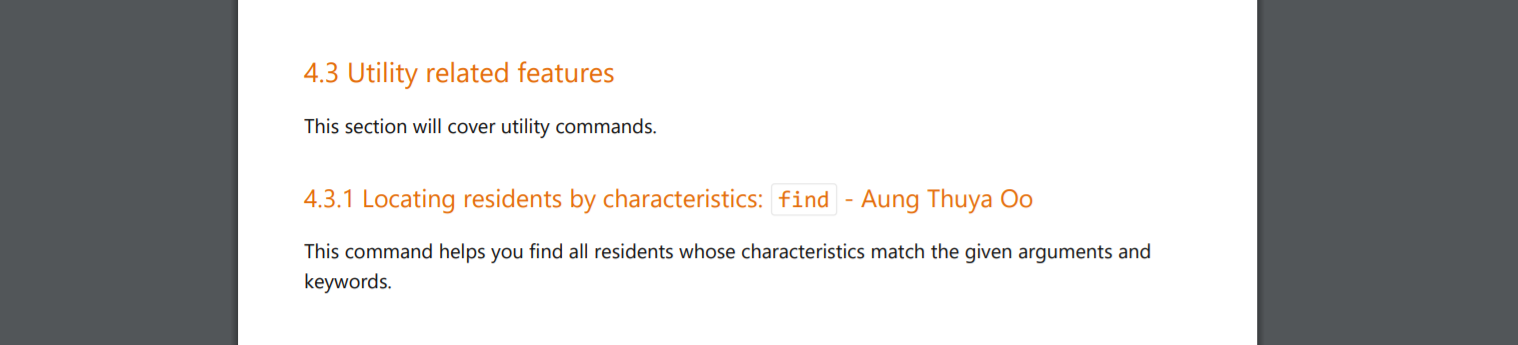 4.3 Utility related features
This section will cover utility commands.
4.3.1 Locating residents by characteristics: find - Aung Thuya Oo
This command helps you find all residents whose characteristics match the given arguments and
keywords.